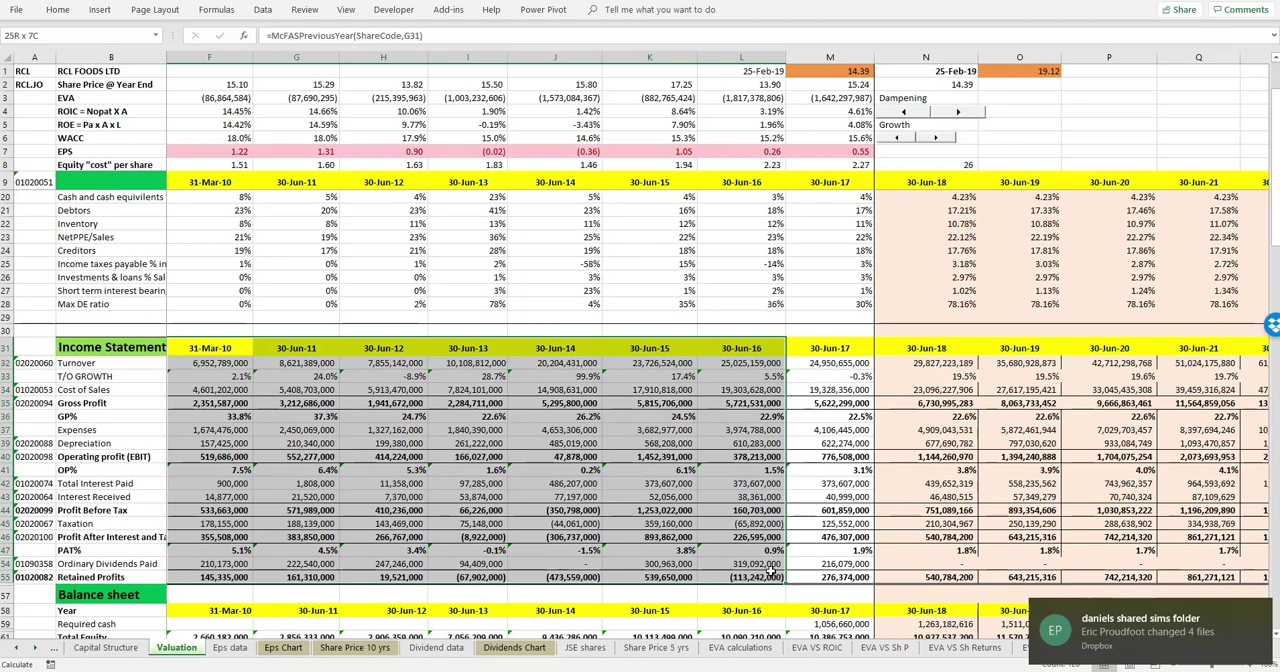 File Home Insert Page Layout Formulas Data Review View Developer Add-ins Help Power Pivot Tell me what you want to do Share Comments
25R x 7C fx =McFASPreviousYear(ShareCode,G31)
A B F G H I J K L M N O P Q
1 RCL RCL FOODS LTD 25-Feb-19 14.39 25-Feb-19 19.12
2 RCL.JO Share Price @ Year End 15.10 15.29 13.82 15.50 15.80 17.25 13.90 15.24 14.39
3 EVA (86,864,584) (87,690,295) (215,395,963) (1,003,232,606) (1,573,084,367) (882,765,424) (1,817,378,806) (1,642,297,987) Dampening
4 ROIC = Nopat X A 14.45% 14.66% 10.06% 1.90% 1.42% 8.64% 3.19% 4.61%
5 ROE = Pa x A x L 14.42% 14.59% 9.77% -0.19% -3.43% 7.90% 1.96% 4.08% Growth
6 WACC 18.0% 18.0% 17.9% 15.0% 14.6% 15.3% 15.2% 15.6%
7 EPS 1.22 1.31 0.90 (0.02) (0.36) 1.05 0.26 0.55
8 Equity "cost" per share 1.51 1.60 1.63 1.83 1.46 1.94 2.23 2.27 26
9 01020051 31-Mar-10 30-Jun-11 30-Jun-12 30-Jun-13 30-Jun-14 30-Jun-15 30-Jun-16 30-Jun-17 30-Jun-18 30-Jun-19 30-Jun-20 30-Jun-21
20 Cash and cash equivilents 8% 5% 4% 23% 5% 4% 3% 4% 4.23% 4.23% 4.23% 4.23%
21 Debtors 23% 20% 23% 41% 23% 16% 18% 17% 17.21% 17.33% 17.46% 17.58%
22 Inventory 8% 8% 11% 13% 11% 12% 12% 11% 10.78% 10.88% 10.97% 11.07%
23 NetPPE/Sales 21% 19% 23% 36% 25% 22% 23% 22% 22.12% 22.19% 22.27% 22.34%
24 Creditors 19% 17% 21% 28% 19% 18% 18% 18% 17.76% 17.81% 17.86% 17.91%
25 Income taxes payable % in 1% 0% 1% 2% -58% 15% -14% 3% 3.18% 3.03% 2.87% 2.72%
26 Investments & loans % Sal 0% 0% 0% 0% 1% 3% 3% 3% 2.97% 2.97% 2.97% 2.97%
27 Short term interest bearin 0% 0% 0% 3% 23% 1% 2% 1% 1.02% 1.13% 1.24% 1.34%
28 Max DE ratio 0% 0% 2% 78% 4% 35% 36% 30% 78.16% 78.16% 78.16% 78.16%
29
30
31 Income Statement 31-Mar-10 30-Jun-11 30-Jun-12 30-Jun-13 30-Jun-14 30-Jun-15 30-Jun-16 30-Jun-17 30-Jun-18 30-Jun-19 30-Jun-20 30-Jun-21
32 02020060 Turnover 6,952,789,000 8,621,389,000 7,855,142,000 10,108,812,000 20,204,431,000 23,726,524,000 25,025,159,000 24,950,655,000 29,827,223,189 35,680,928,873 42,712,298,768 51,024,175,880 61
33 T/O GROWTH 2.1% 24.0% -8.9% 28.7% 99.9% 17.4% 5.5% -0.3% 19.5% 19.6% 19.7% 19.5%
34 01020053 Cost of Sales 4,601,202,000 5,408,703,000 5,913,470,000 7,824,101,000 14,908,631,000 17,910,818,000 19,303,628,000 19,328,356,000 23,096,227,906 27,617,195,421 33,045,435,308 39,459,316,824
35 02020094 Gross Profit 2,351,587,000 3,212,686,000 1,941,672,000 2,284,711,000 5,295,800,000 5,815,706,000 5,721,531,000 5,622,299,000 6,730,995,283 8,063,733,452 9,666,863,461 11,564,859,056 13
36 GP% 33.8% 37.3% 24.7% 22.6% 26.2% 24.5% 22.9% 22.5% 22.6% 22.6% 22.6% 22.7%
37 Expenses 1,674,476,000 2,450,069,000 1,327,162,000 1,840,390,000 4,653,306,000 3,682,977,000 3,974,788,000 4,106,445,000 4,909,043,531 5,872,461,944 7,029,703,457 8,397,694,246
39 02020088 Depreciation 157,425,000 210,340,000 199,380,000 261,222,000 485,019,000 568,208,000 610,283,000 622,274,000 677,690,782 797,030,620 933,084,749 1,093,470,857
40 02020098 Operating profit (EBIT) 519,686,000 552,277,000 414,224,000 166,027,000 47,878,000 1,452,391,000 378,213,000 776,508,000 1,144,260,970 1,394,240,888 1,704,075,254 2,073,693,953
41 OP% 7.5% 6.4% 5.3% 1.6% 0.2% 6.1% 1.5% 3.1% 3.8% 3.9% 4.0% 4.1%
42 01020074 Total Interest Paid 900,000 1,808,000 11,358,000 97,285,000 486,207,000 373,607,000 373,607,000 373,607,000 439,652,319 558,235,562 743,962,357 964,593,692
43 02020064 Interest Received 14,877,000 21,520,000 7,370,000 53,874,000 77,197,000 52,056,000 38,361,000 40,999,000 46,480,515 57,349,279 70,740,324 87,109,629
44 02020099 Profit Before Tax 533,663,000 571,989,000 410,236,000 66,226,000 (350,798,000) 1,253,022,000 160,703,000 601,859,000 751,089,166 893,354,606 1,030,853,222 1,196,209,890
45 02020067 Taxation 178,155,000 188,139,000 143,469,000 75,148,000 (44,061,000) 359,160,000 (65,892,000) 125,552,000 210,304,967 250,139,290 288,638,902 334,938,769
46 02020100 Profit After Interest and Ta 355,508,000 383,850,000 266,767,000 (8,922,000) (306,737,000) 893,862,000 226,595,000 476,307,000 540,784,200 643,215,316 742,214,320 861,271,121
47 PAT% 5.1% 4.5% 3.4% -0.1% -1.5% 3.8% 0.9% 1.9% 1.8% 1.8% 1.7% 1.7%
54 01090358 Ordinary Dividends Paid 210,173,000 222,540,000 247,246,000 94,409,000 - 300,963,000 319,092,000 216,079,000 - - - -
55 01020082 Retained Profits 145,335,000 161,310,000 19,521,000 (67,902,000) (473,559,000) 539,650,000 (113,242,000) 276,374,000 540,784,200 643,215,316 742,214,320 861,271,121
57 Balance sheet
58 Year 31-Mar-10 30-Jun-11 30-Jun-12 30-Jun-13 30-Jun-14 30-Jun-15 30-Jun-16 30-Jun-17 30-Jun-18
59 Required cash 1,056,660,000 1,263,182,616
61 Total Equity 2,660,182,000 2,856,333,000 2,906,359,000 7,056,209,000 9,436,286,000 10,113,499,000 10,090,210,000 10,386,753,000
daniels shared sims folder
Eric Proudfoot changed 4 files
Dropbox
EP
... Capital Structure Valuation Eps data Eps Chart Share Price 10 yrs Dividend data Dividends Chart JSE shares Share Price 5 yrs EVA calculations EVA VS ROIC EVA VS Sh P EVA VS Sh Returns
Calculate